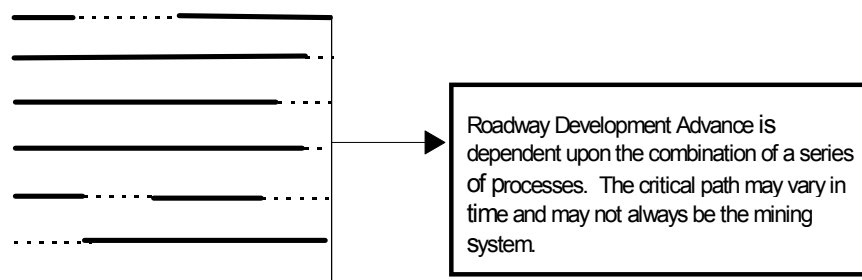 Roadway Development Advance is
dependent upon the combination of a series
of processes. The critical path may vary in
time and may not always be the mining
system.